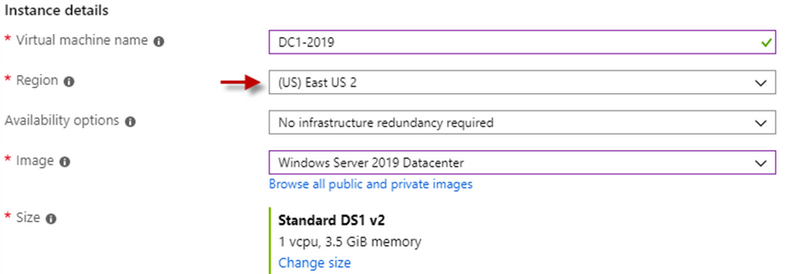 Instance details
* Virtual machine name
DC1-2019
* Region
(US) East US 2
Availability options
No infrastructure redundancy required
* Image
Windows Server 2019 Datacenter
Browse all public and private images
* Size
Standard DS1 v2
1 vcpu, 3.5 GiB memory
Change size